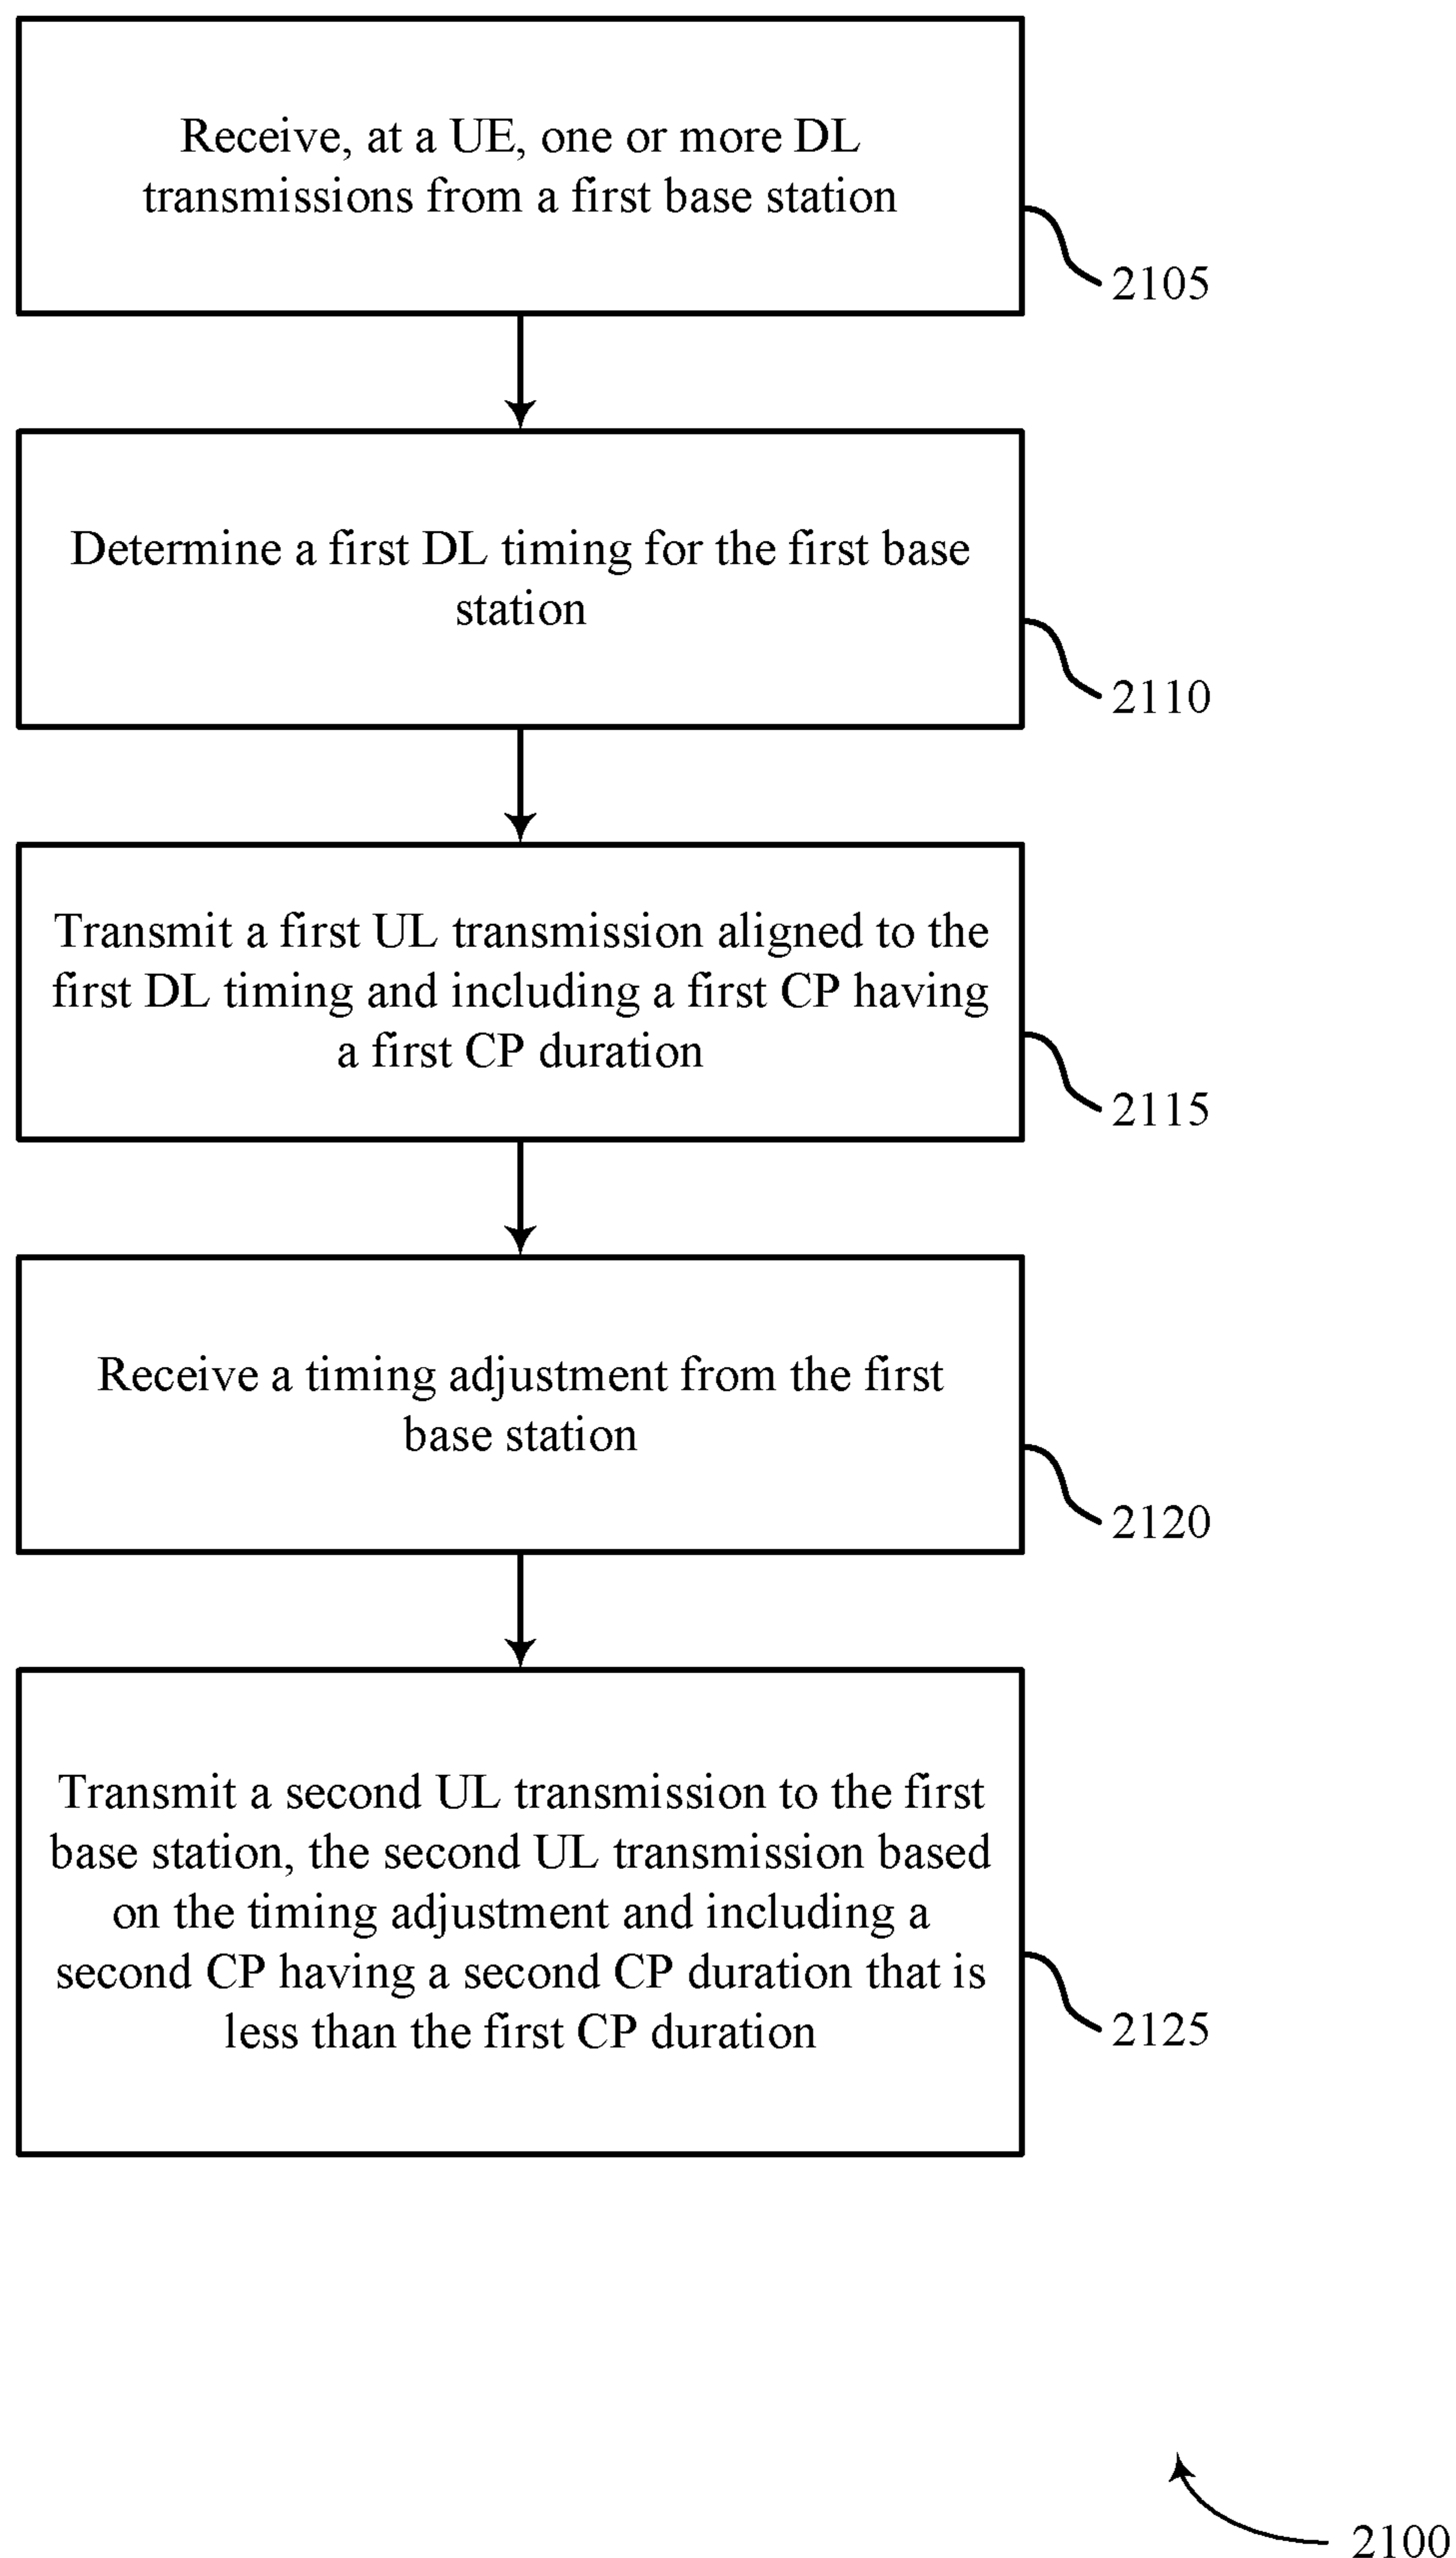 Receive, at a UE, one or more DL
transmissions from a first base station
2105
Determine a first DL timing for the first base
station
2110
Transmit a first UL transmission aligned to the
first DL timing and including a first CP having
a first CP duration
2115
Receive a timing adjustment from the first
base station
2120
Transmit a second UL transmission to the first
base station, the second UL transmission based
on the timing adjustment and including a
second CP having a second CP duration that is
less than the first CP duration
2125
2100